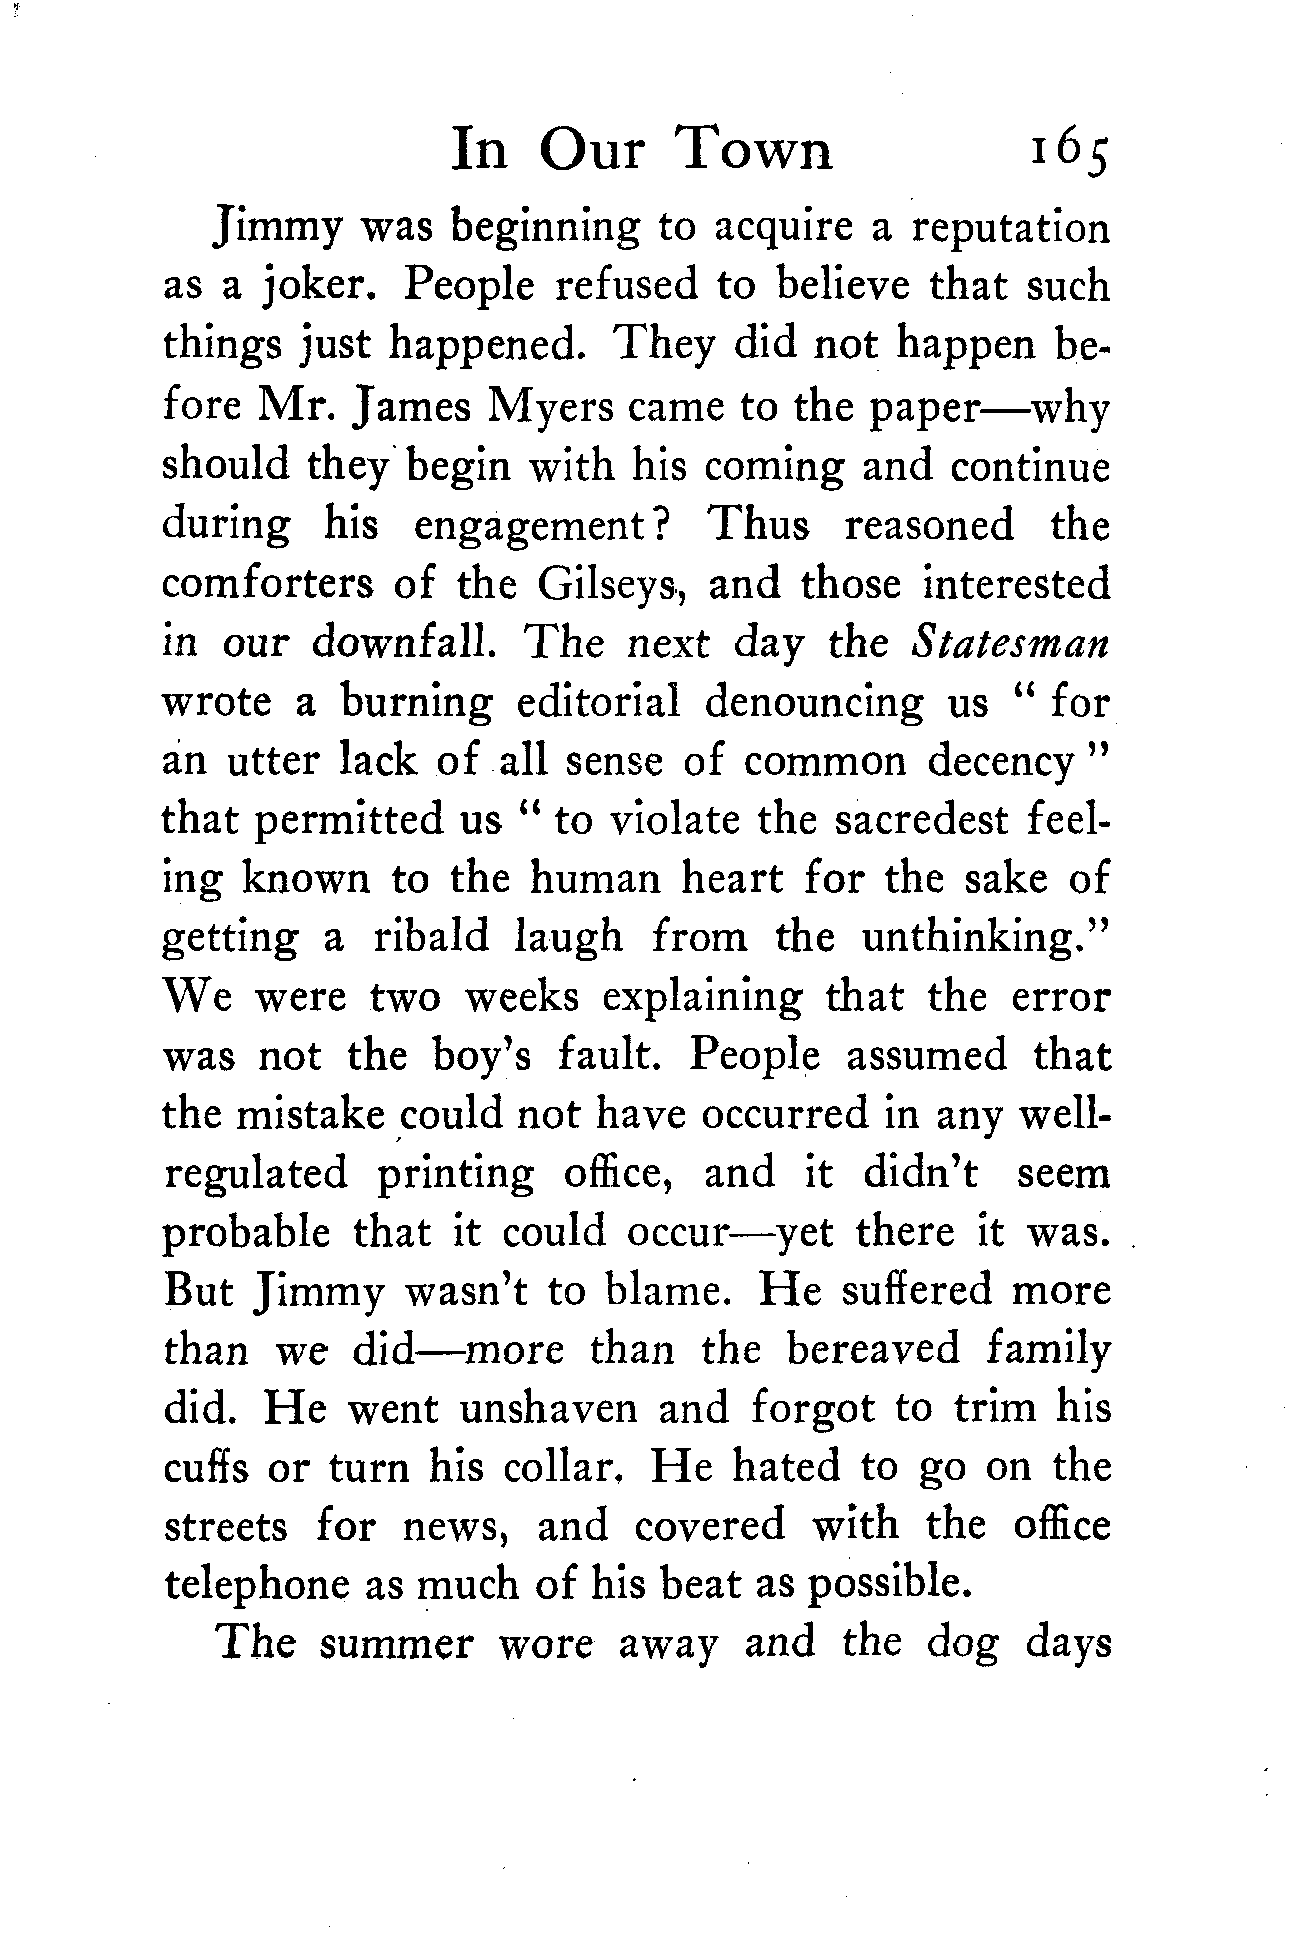 In Our Town 165
Jimmy was beginning to acquire a reputation
as a joker. People refused to believe that such
things just happened. They did not happen be-
fore Mr. James Myers came to the paper—why
should they begin with his coming and continue
during his engagement? Thus reasoned the
comforters of the Gilseys, and those interested
in our downfall. The next day the Statesman
wrote a burning editorial denouncing us “ for
an utter lack of all sense of common decency ”
that permitted us “ to violate the sacredest feel-
ing known to the human heart for the sake of
getting a ribald laugh from the unthinking.”
We were two weeks explaining that the error
was not the boy’s fault. People assumed that
the mistake could not have occurred in any well-
regulated printing office, and it didn’t seem
probable that it could occur—yet there it was.
But Jimmy wasn’t to blame. He suffered more
than we did—more than the bereaved family
did. He went unshaven and forgot to trim his
cuffs or turn his collar. He hated to go on the
streets for news, and covered with the office
telephone as much of his beat as possible.
The summer wore away and the dog days